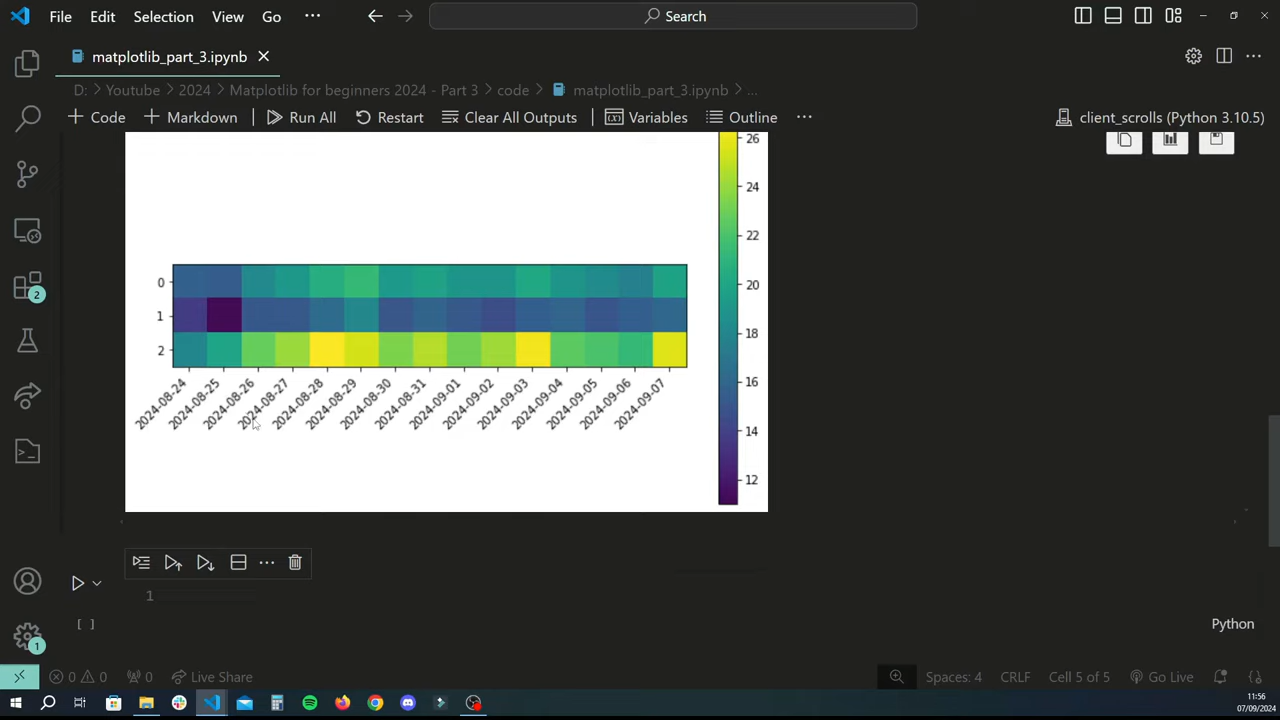 File Edit Selection View Go ··· Search
matplotlib_part_3.ipynb
D: > Youtube > 2024 > Matplotlib for beginners 2024 - Part 3 > code > matplotlib_part_3.ipynb > ...
+ Code + Markdown Run All Restart Clear All Outputs Variables Outline ··· client_scrolls (Python 3.10.5)
26
24
22
20
18
16
14
12
0
1
2
2024-08-24 2024-08-25 2024-08-26 2024-08-27 2024-08-28 2024-08-29 2024-08-30 2024-08-31 2024-09-01 2024-09-02 2024-09-03 2024-09-04 2024-09-05 2024-09-06 2024-09-07
2
1
[ ]
Python
1
0 0 0 Live Share Spaces: 4 CRLF Cell 5 of 5 Go Live
11:56
07/09/2024